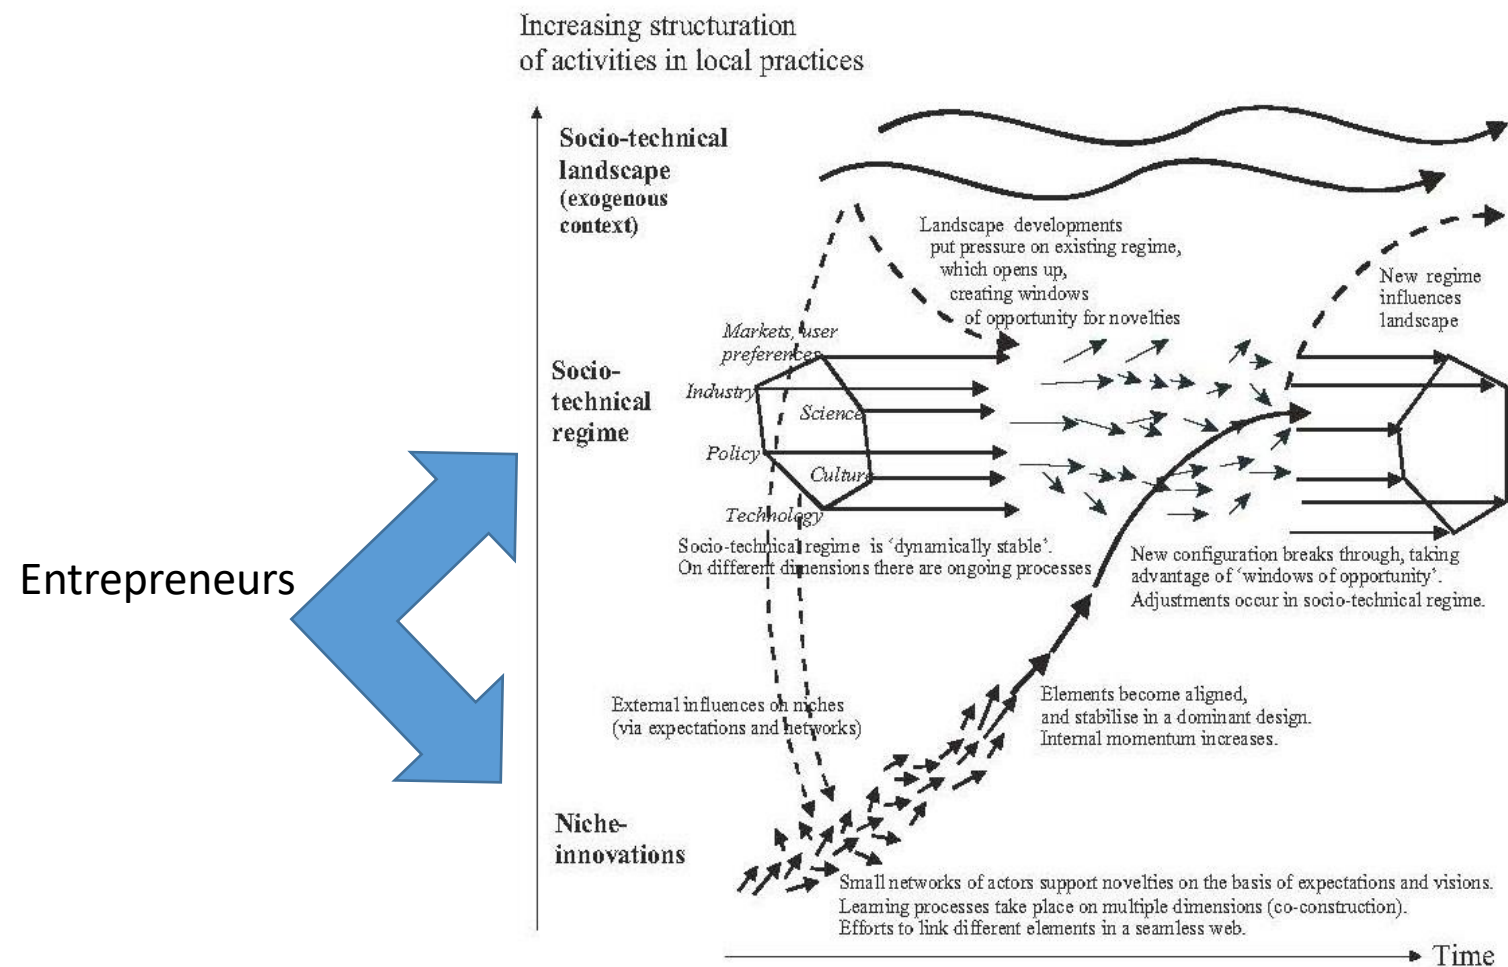 Increasing structuration
of activities in local practices
Socio-technical
landscape
(exogenous
context)
Landscape developments
put pressure on existing regime,
which opens up,
creating windows
of opportunity for novelties
New regime
influences
landscape
Markets, user
preferences
Socio-
technical
regime
Industry
Science
Policy
Culture
Technology
Socio-technical regime is ‘dynamically stable’.
On different dimensions there are ongoing processes
New configuration breaks through, taking
advantage of ‘windows of opportunity’.
Adjustments occur in socio-technical regime.
Entrepreneurs
External influences on niches
(via expectations and networks)
Elements become aligned,
and stabilise in a dominant design.
Internal momentum increases.
Niche-
innovations
Small networks of actors support novelties on the basis of expectations and visions.
Learning processes take place on multiple dimensions (co-construction).
Efforts to link different elements in a seamless web.
Time